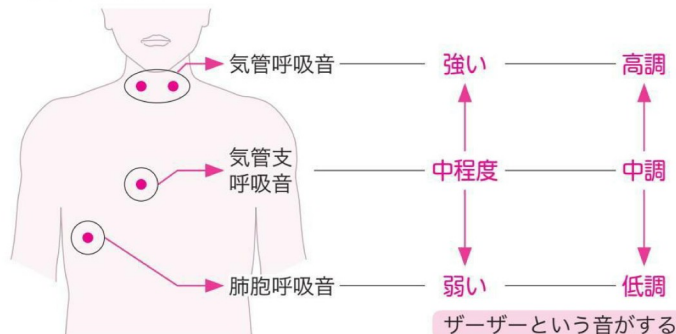 気管呼吸音 強い 高調
気管支
呼吸音 中程度 中調
肺胞呼吸音 弱い 低調
ザーザーという音がする